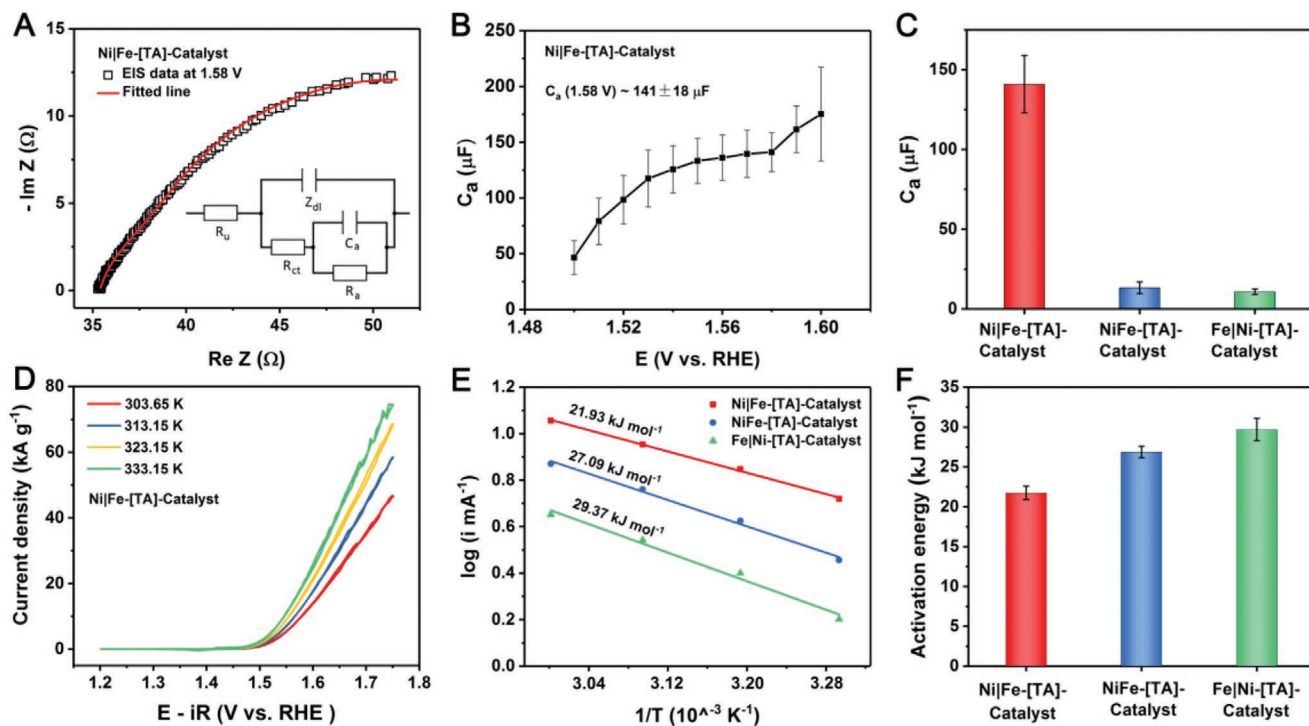 A
Ni|Fe-[TA]-Catalyst
EIS data at 1.58 V
Fitted line
- Im Z (Ω)
15
10
5
0
35
40
45
50
Re Z (Ω)
Ru
Zdl
Rct
Ca
Ra
B
Ni|Fe-[TA]-Catalyst
Ca (1.58 V) ~ 141±18 μF
Ca (μF)
250
200
150
100
50
0
1.48
1.52
1.56
1.60
E (V vs. RHE)
C
Ca (μF)
150
100
50
0
Ni|Fe-[TA]-
Catalyst
NiFe-[TA]-
Catalyst
Fe|Ni-[TA]-
Catalyst
D
303.65 K
313.15 K
323.15 K
333.15 K
Ni|Fe-[TA]-Catalyst
Current density (kA g-1)
80
60
40
20
0
1.2
1.3
1.4
1.5
1.6
1.7
1.8
E - iR (V vs. RHE )
E
Ni|Fe-[TA]-Catalyst
NiFe-[TA]-Catalyst
Fe|Ni-[TA]-Catalyst
21.93 kJ mol-1
27.09 kJ mol-1
29.37 kJ mol-1
log (i mA-1)
1.2
1.0
0.8
0.6
0.4
0.2
0.0
3.04
3.12
3.20
3.28
1/T (10^-3 K-1)
F
Activation energy (kJ mol-1)
35
30
25
20
15
10
5
0
Ni|Fe-[TA]-
Catalyst
NiFe-[TA]-
Catalyst
Fe|Ni-[TA]-
Catalyst